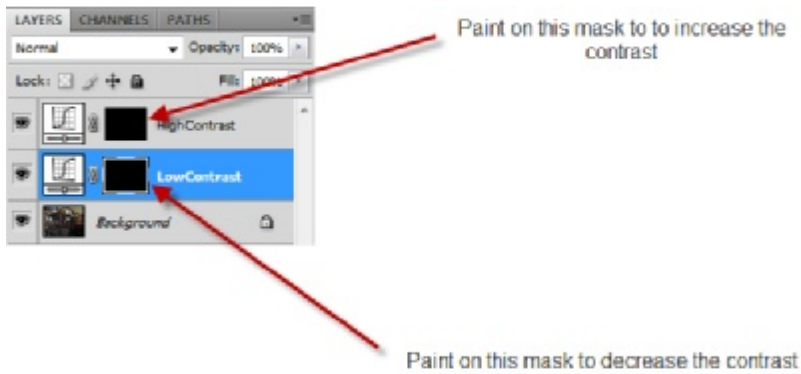 LAYERS CHANNELS PATHS
Normal Opacity: 100%
Lock: Fill: 100%
HighContrast
LowContrast
Background
Paint on this mask to to increase the
contrast
Paint on this mask to decrease the contrast